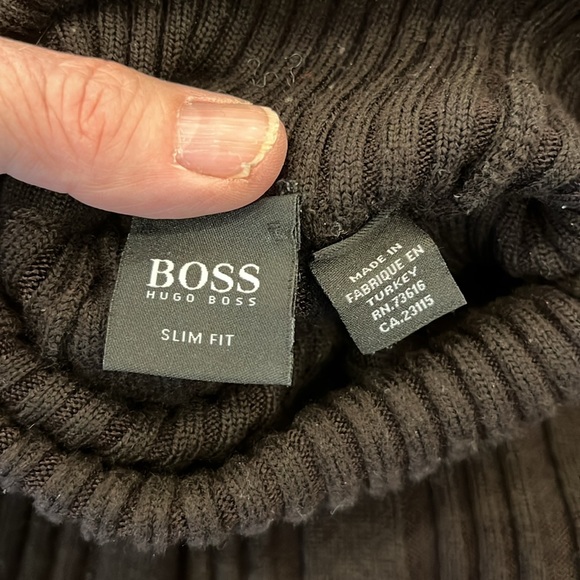 BOSS
HUGO BOSS
SLIM FIT
MADE IN
FABRIQUE EN
TURKEY
RN.73616
CA.23115